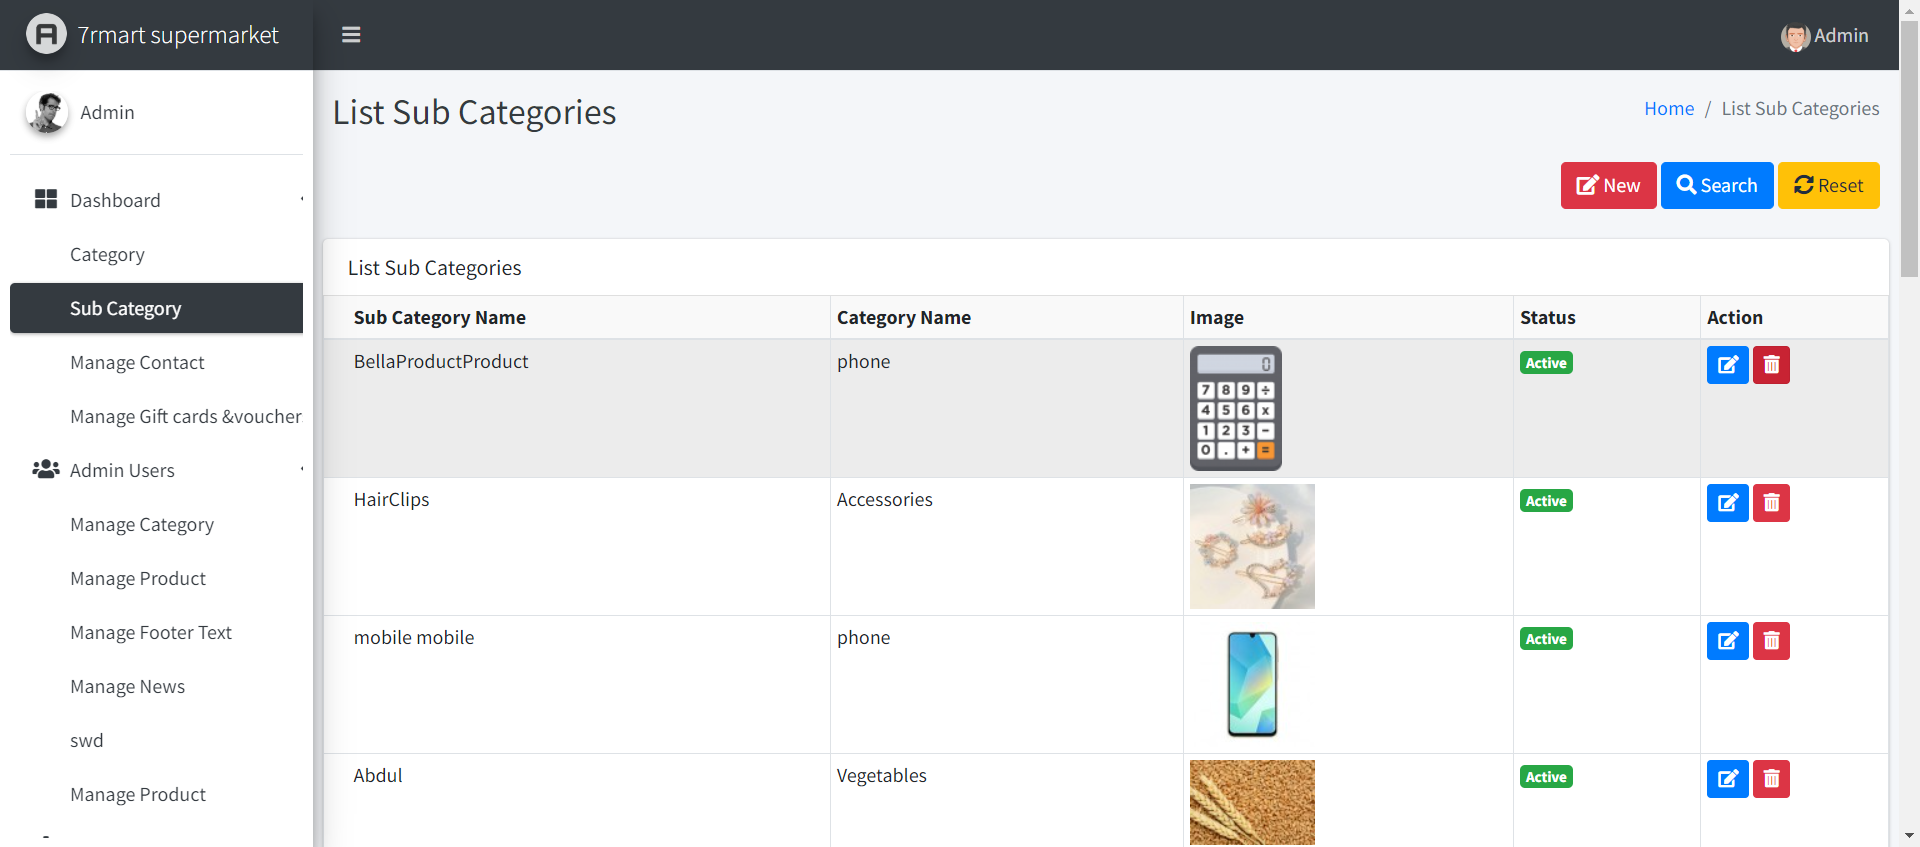 7rmart supermarket
Admin
Admin
List Sub Categories
Home / List Sub Categories
Dashboard
Category
Sub Category
Manage Contact
Manage Gift cards &voucher
Admin Users
Manage Category
Manage Product
Manage Footer Text
Manage News
swd
Manage Product
New
Search
Reset
List Sub Categories
Sub Category Name Category Name Image Status Action
BellaProductProduct phone Active
0
7 8 9 ÷
4 5 6 x
1 2 3 −
0 . + =
HairClips Accessories Active
mobile mobile phone Active
Abdul Vegetables Active